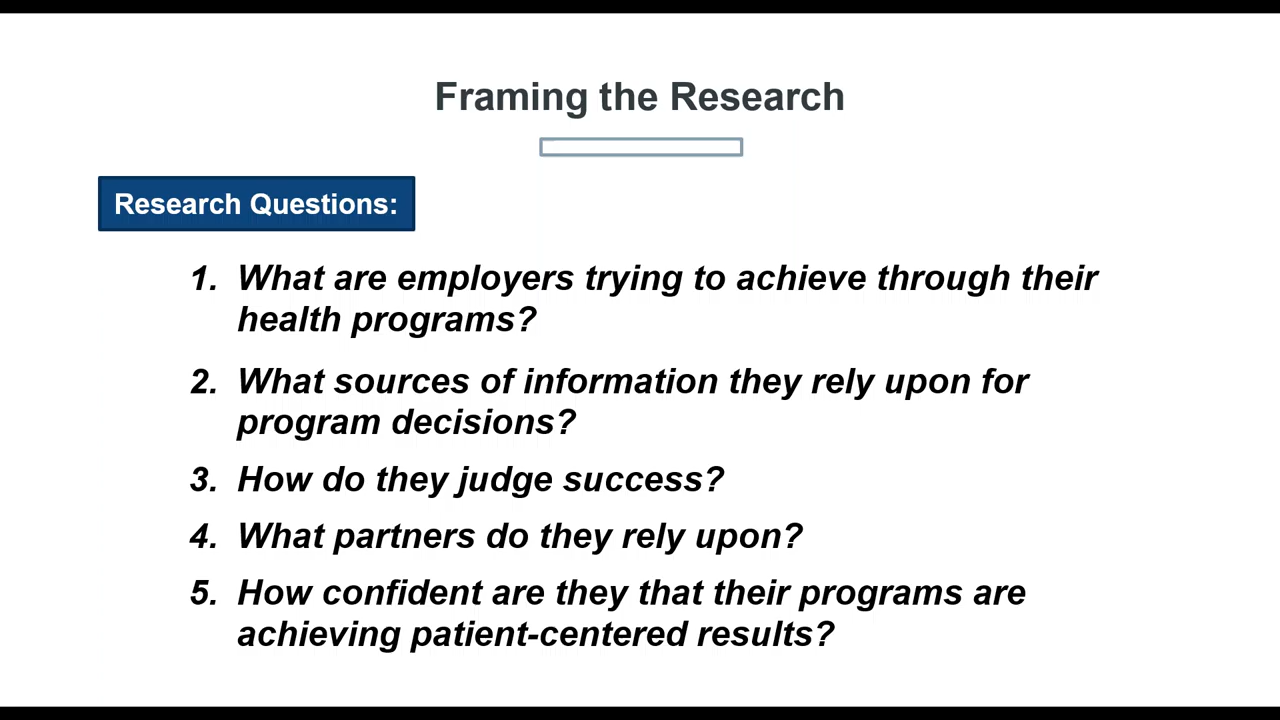 Framing the Research
Research Questions:
1. What are employers trying to achieve through their
health programs?
2. What sources of information they rely upon for
program decisions?
3. How do they judge success?
4. What partners do they rely upon?
5. How confident are they that their programs are
achieving patient-centered results?